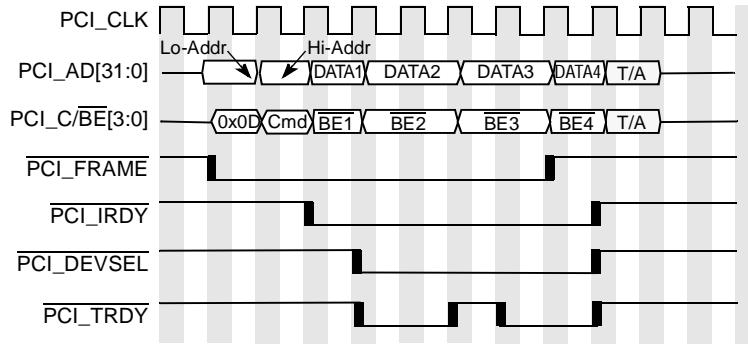 PCI_CLK
Lo-Addr Hi-Addr
PCI_AD[31:0] DATA1 DATA2 DATA3 DATA4 T/A
PCI_C/BE[3:0] 0x0D Cmd BE1 BE2 BE3 BE4 T/A
PCI_FRAME
PCI_IRDY
PCI_DEVSEL
PCI_TRDY